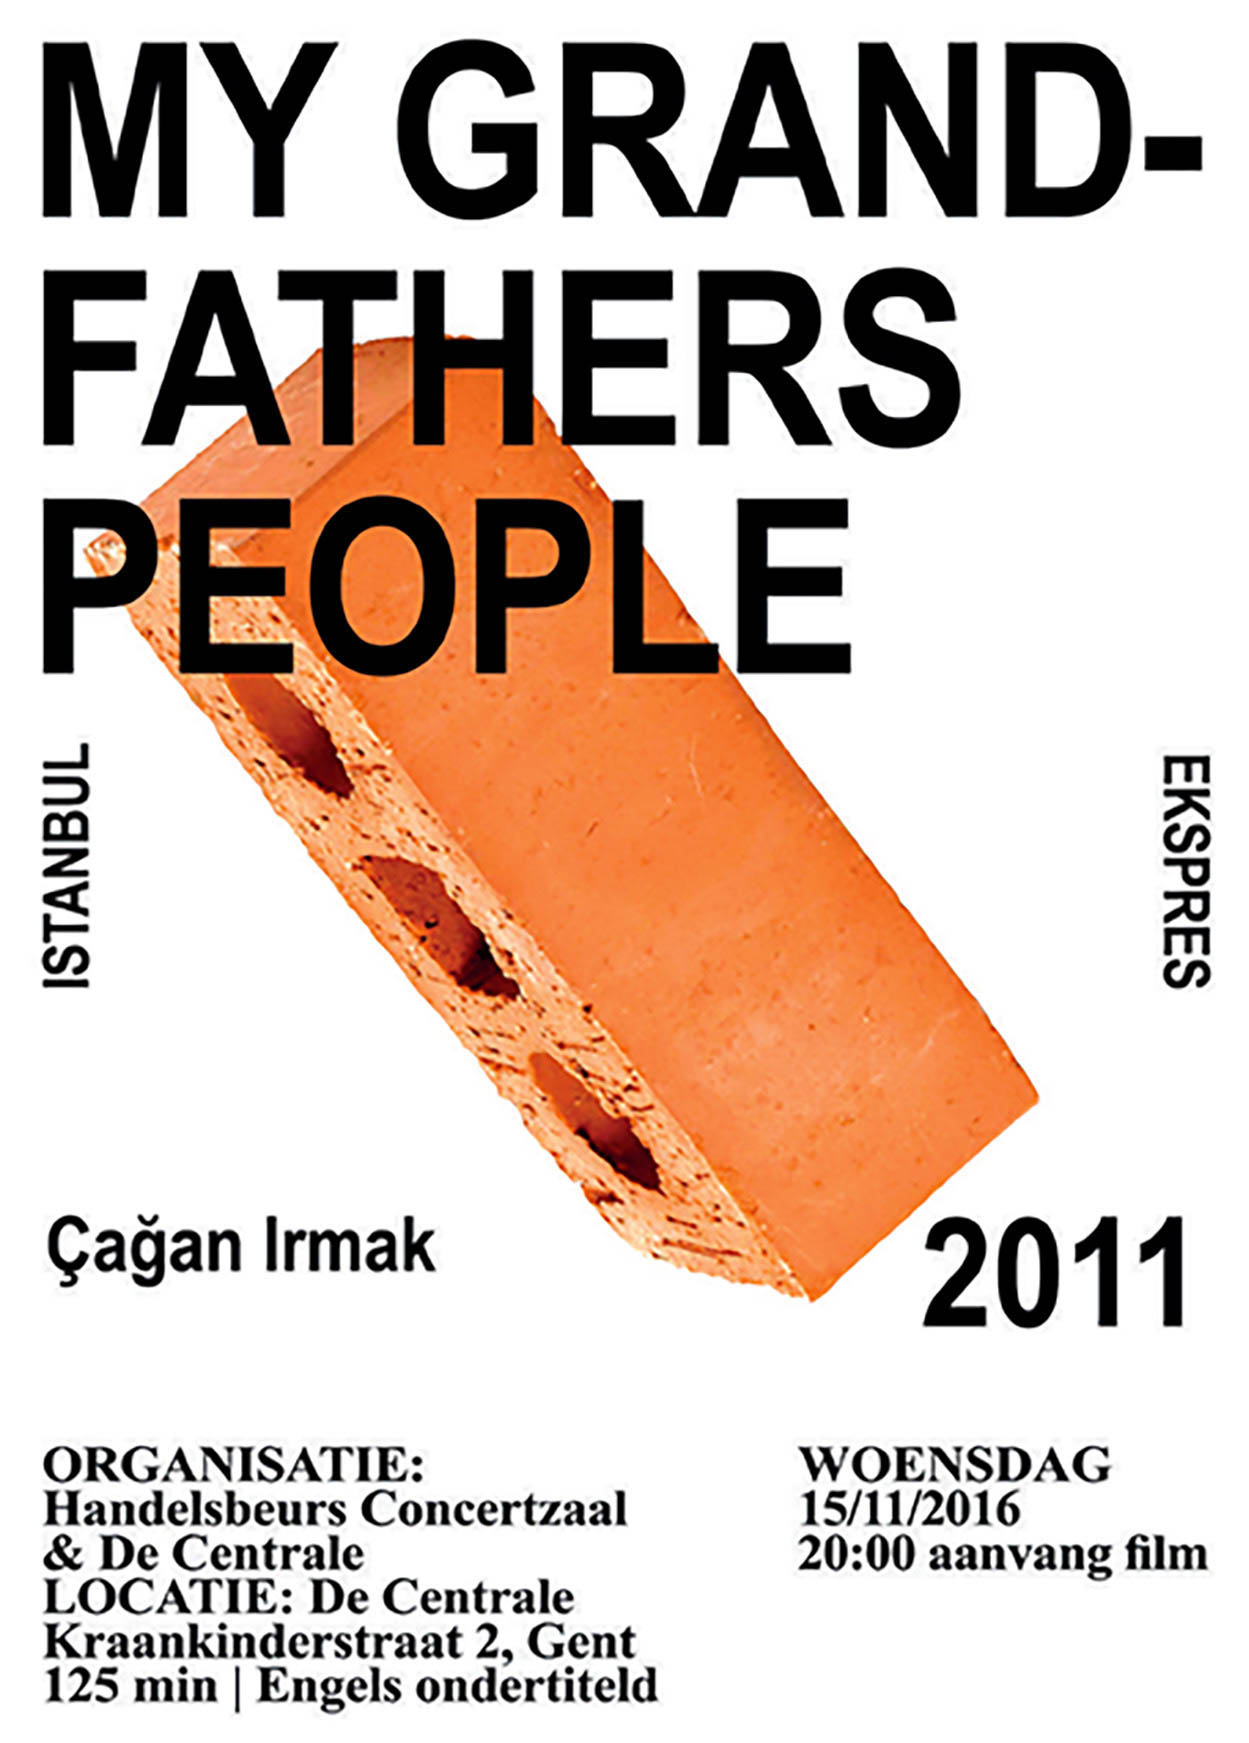 MY GRAND-
FATHERS
PEOPLE
ISTANBUL
EKSPRES
Çağan Irmak
2011
ORGANISATIE:
Handelsbeurs Concertzaal
& De Centrale
LOCATIE: De Centrale
Kraankinderstraat 2, Gent
125 min | Engels ondertiteld
WOENSDAG
15/11/2016
20:00 aanvang film